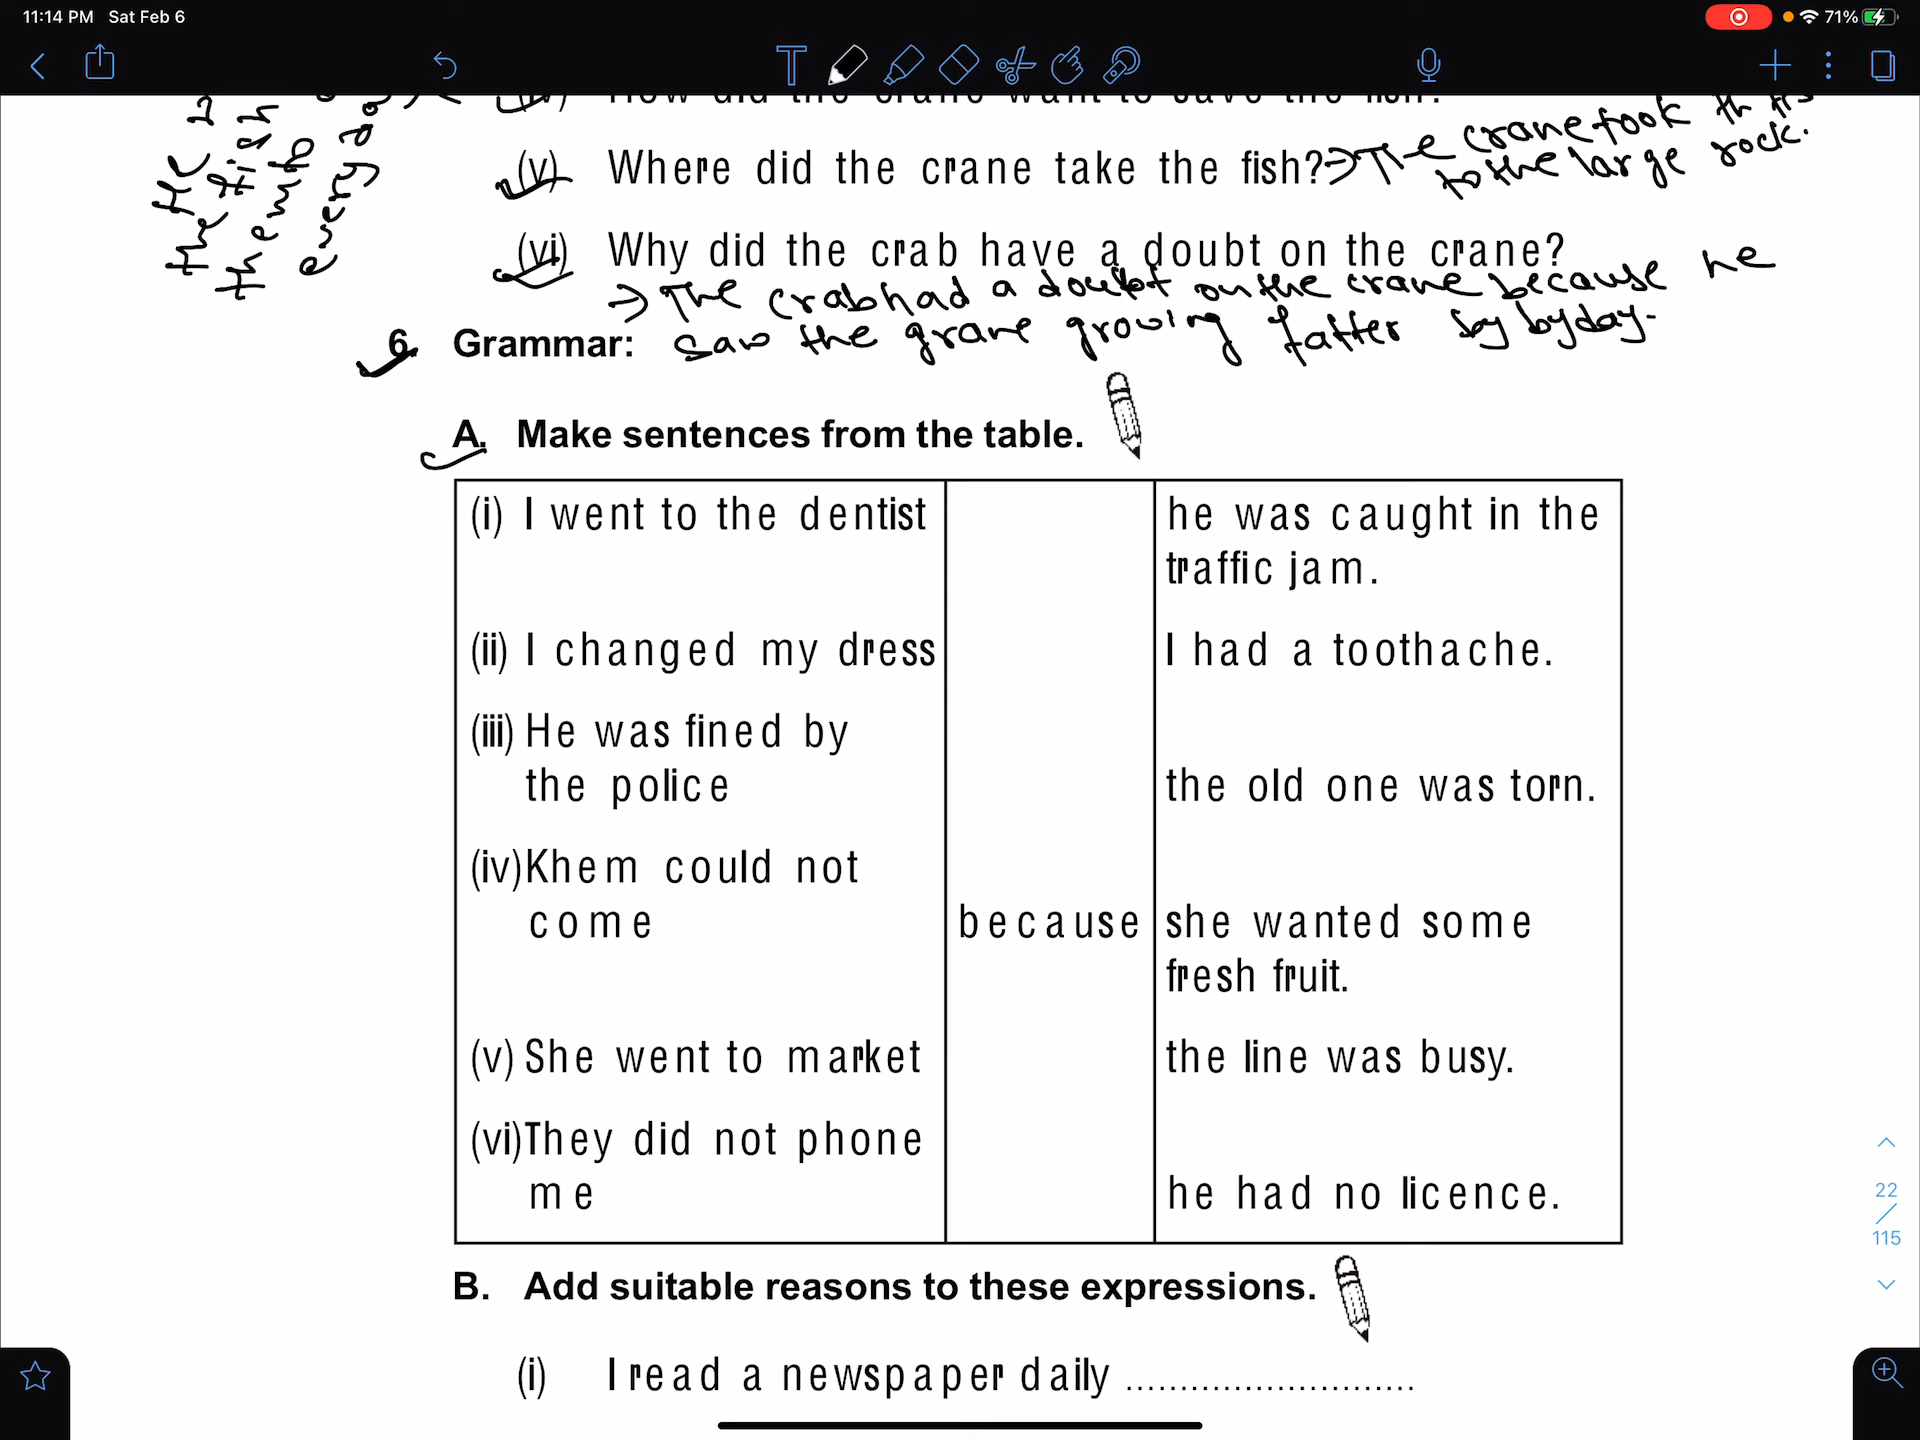 11:14 PM Sat Feb 6
71%
(v) Where did the crane take the fish? ⇒ The crane took
to the large rock.
(vi) Why did the crab have a doubt on the crane?
⇒ The crab had a doubt on the crane because he
saw the grane growing fatter by day.
6. Grammar:
A. Make sentences from the table.
(i) I went to the dentist
he was caught in the
traffic jam.
(ii) I changed my dress
I had a toothache.
(iii) He was fined by
the police
the old one was torn.
(iv) Khem could not
come
because
she wanted some
fresh fruit.
(v) She went to market
the line was busy.
(vi) They did not phone
me
he had no licence.
B. Add suitable reasons to these expressions.
(i) I read a newspaper daily ...........................
22
/
115